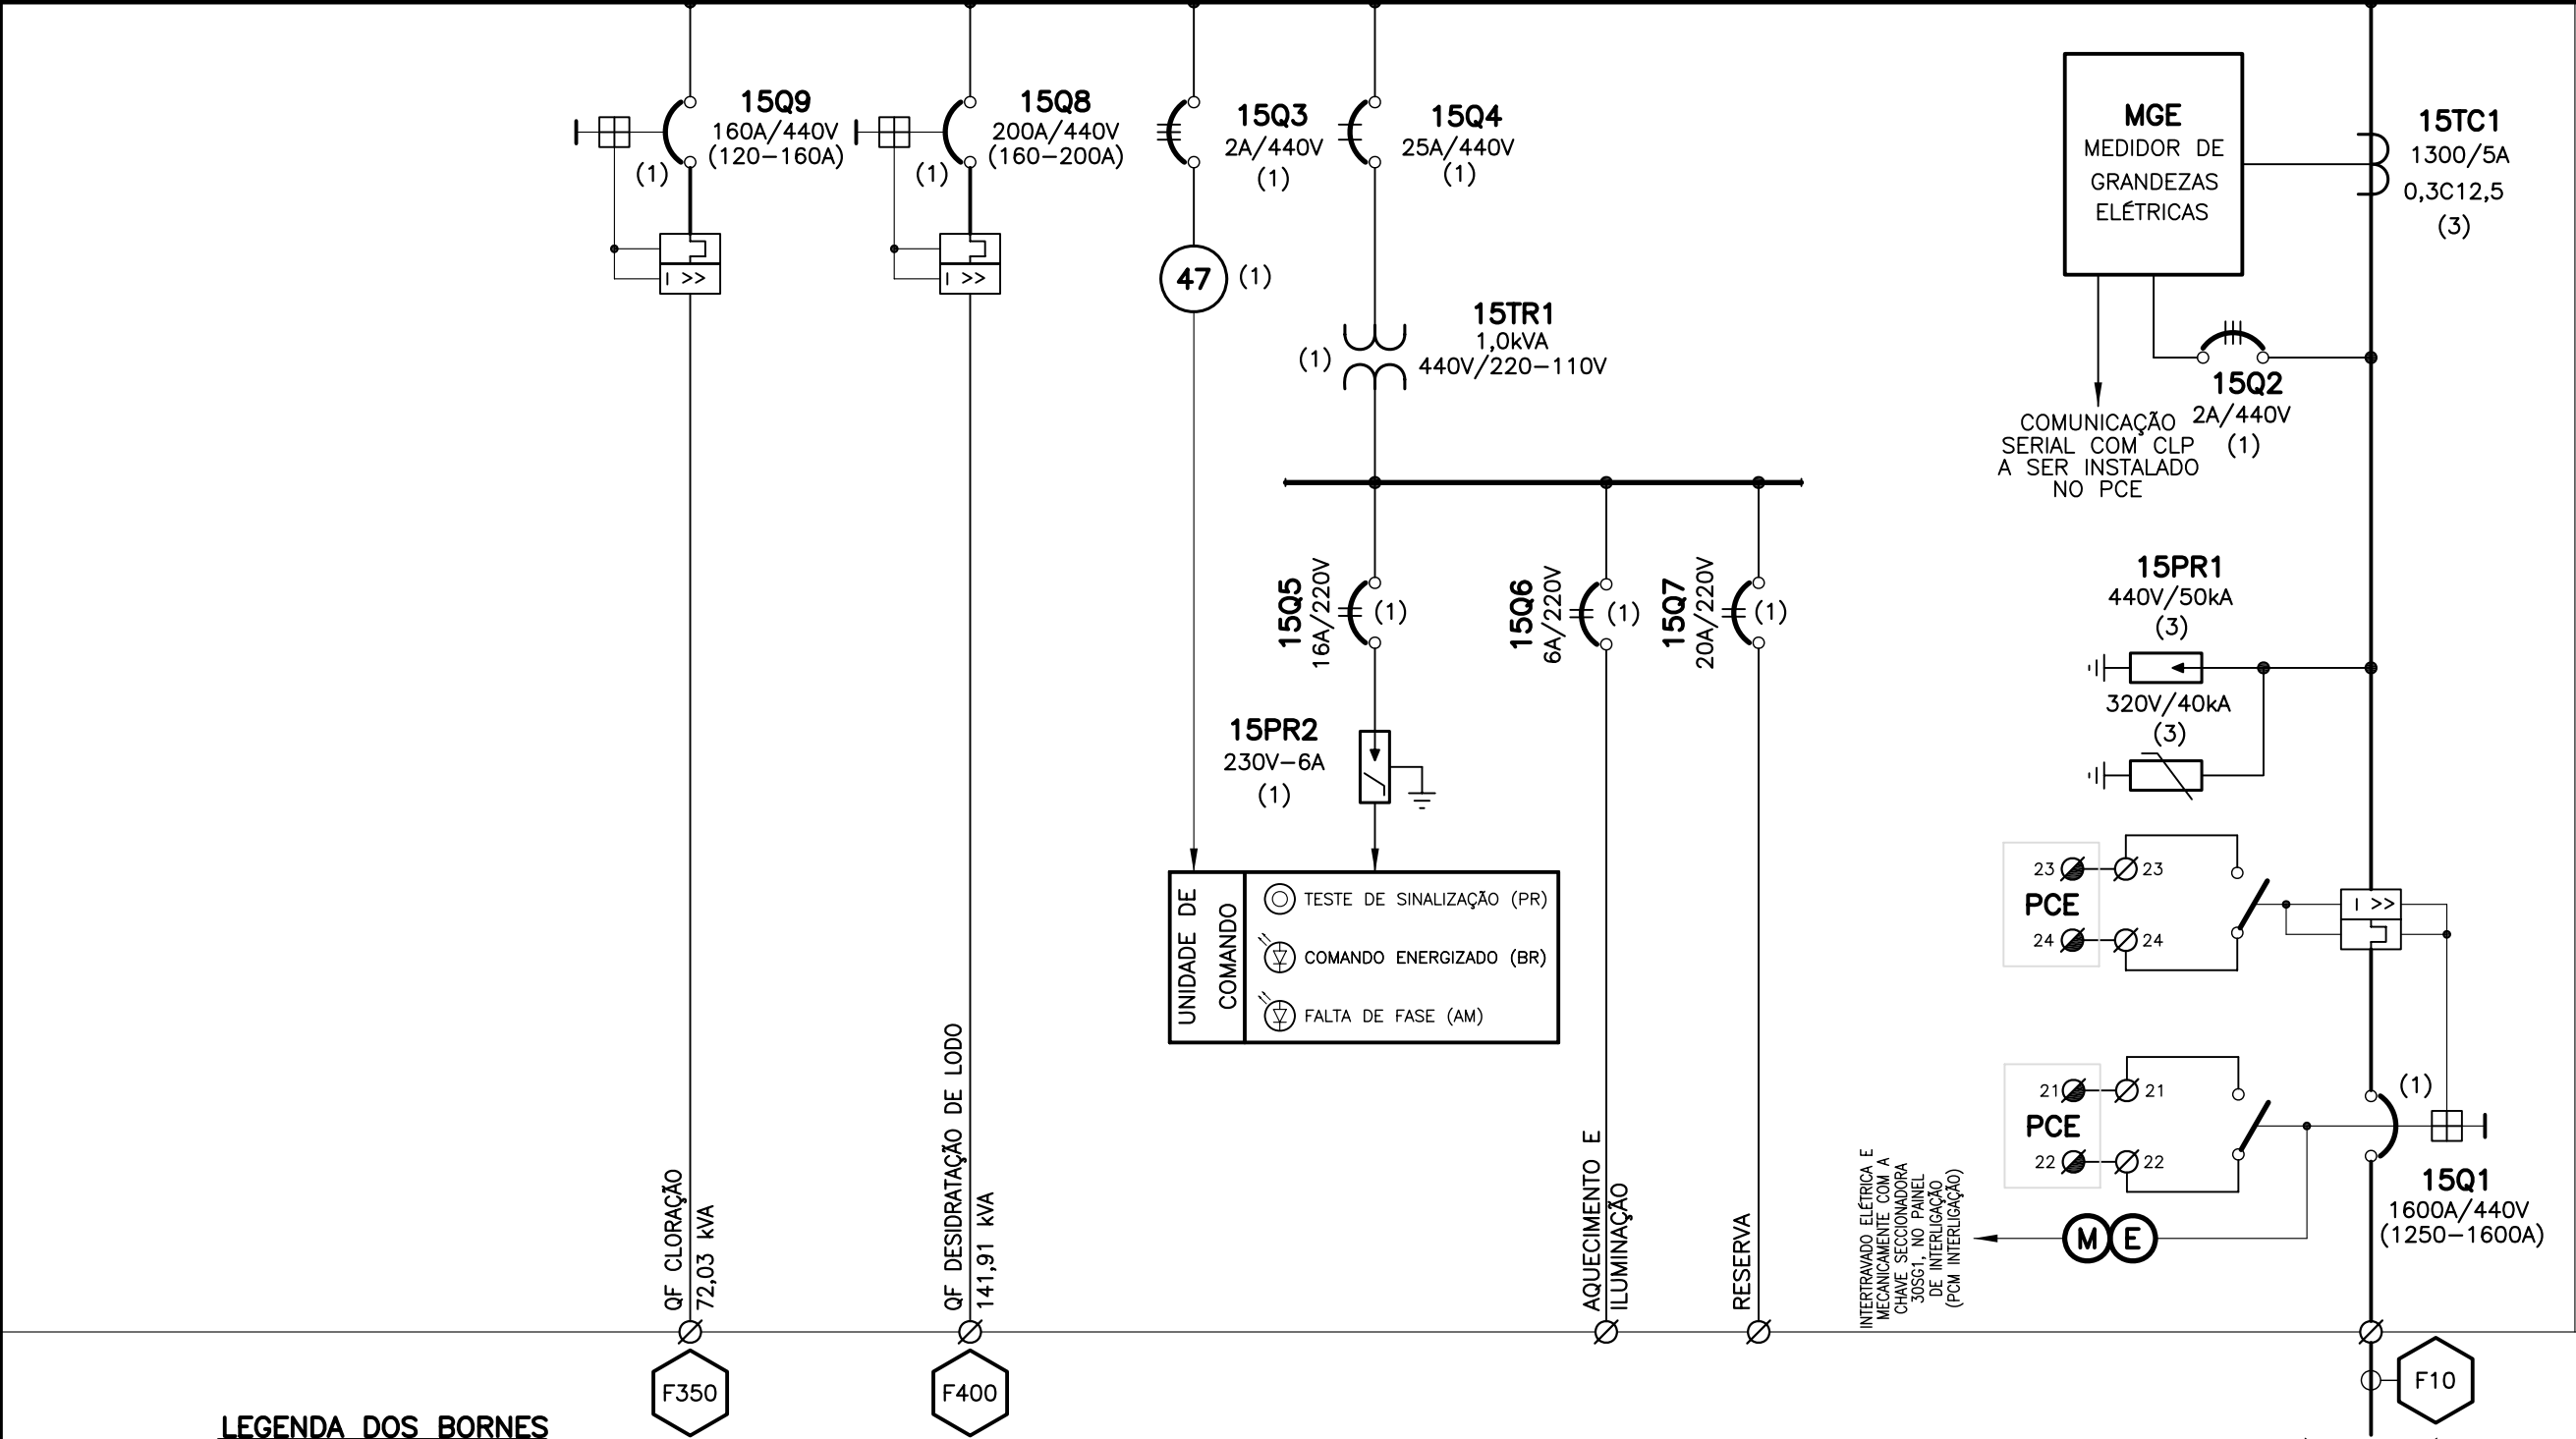 15Q9
160A/440V
(120-160A)
(1)
I >>
15Q8
200A/440V
(160-200A)
(1)
I >>
15Q3
2A/440V
(1)
47
(1)
15Q4
25A/440V
(1)
15TR1
1,0kVA
440V/220-110V
(1)
MGE
MEDIDOR DE
GRANDEZAS
ELÉTRICAS
15TC1
1300/5A
0,3C12,5
(3)
15Q2
2A/440V
(1)
COMUNICAÇÃO
SERIAL COM CLP
A SER INSTALADO
NO PCE
15Q5
16A/220V
(1)
15Q6
6A/220V
(1)
15Q7
20A/220V
(1)
15PR1
440V/50kA
(3)
320V/40kA
(3)
15PR2
230V-6A
(1)
UNIDADE DE
COMANDO
TESTE DE SINALIZAÇÃO (PR)
COMANDO ENERGIZADO (BR)
FALTA DE FASE (AM)
23
23
PCE
24
24
I >>
21
21
PCE
22
22
(1)
15Q1
1600A/440V
(1250-1600A)
M E
INTERTRAVADO ELÉTRICA E
MECANICAMENTE COM A
CHAVE SECCIONADORA
30SG1, NO PAINEL
DE INTERLIGAÇÃO
(PCM INTERLIGAÇÃO)
QF CLORAÇÃO
72,03 kVA
QF DESIDRATAÇÃO DE LODO
141,91 kVA
AQUECIMENTO E
ILUMINAÇÃO
RESERVA
F350
F400
F10
LEGENDA DOS BORNES